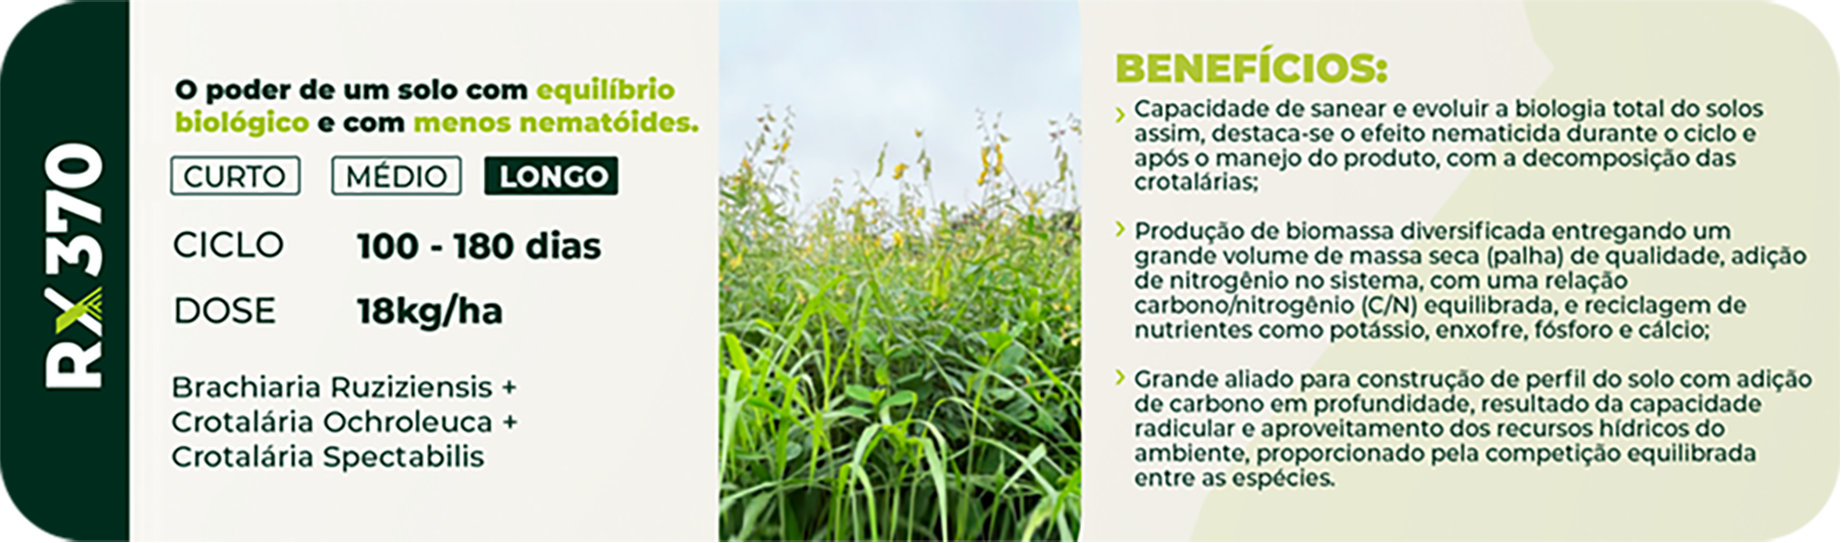 RX370
O poder de um solo com equilíbrio
biológico e com menos nematóides.
CURTO MÉDIO LONGO
CICLO 100 - 180 dias
DOSE 18kg/ha
Brachiaria Ruziziensis +
Crotalária Ochroleuca +
Crotalária Spectabilis
BENEFÍCIOS:
› Capacidade de sanear e evoluir a biologia total do solos
assim, destaca-se o efeito nematicida durante o ciclo e
após o manejo do produto, com a decomposição das
crotalárias;
› Produção de biomassa diversificada entregando um
grande volume de massa seca (palha) de qualidade, adição
de nitrogênio no sistema, com uma relação
carbono/nitrogênio (C/N) equilibrada, e reciclagem de
nutrientes como potássio, enxofre, fósforo e cálcio;
› Grande aliado para construção de perfil do solo com adição
de carbono em profundidade, resultado da capacidade
radicular e aproveitamento dos recursos hídricos do
ambiente, proporcionado pela competição equilibrada
entre as espécies.